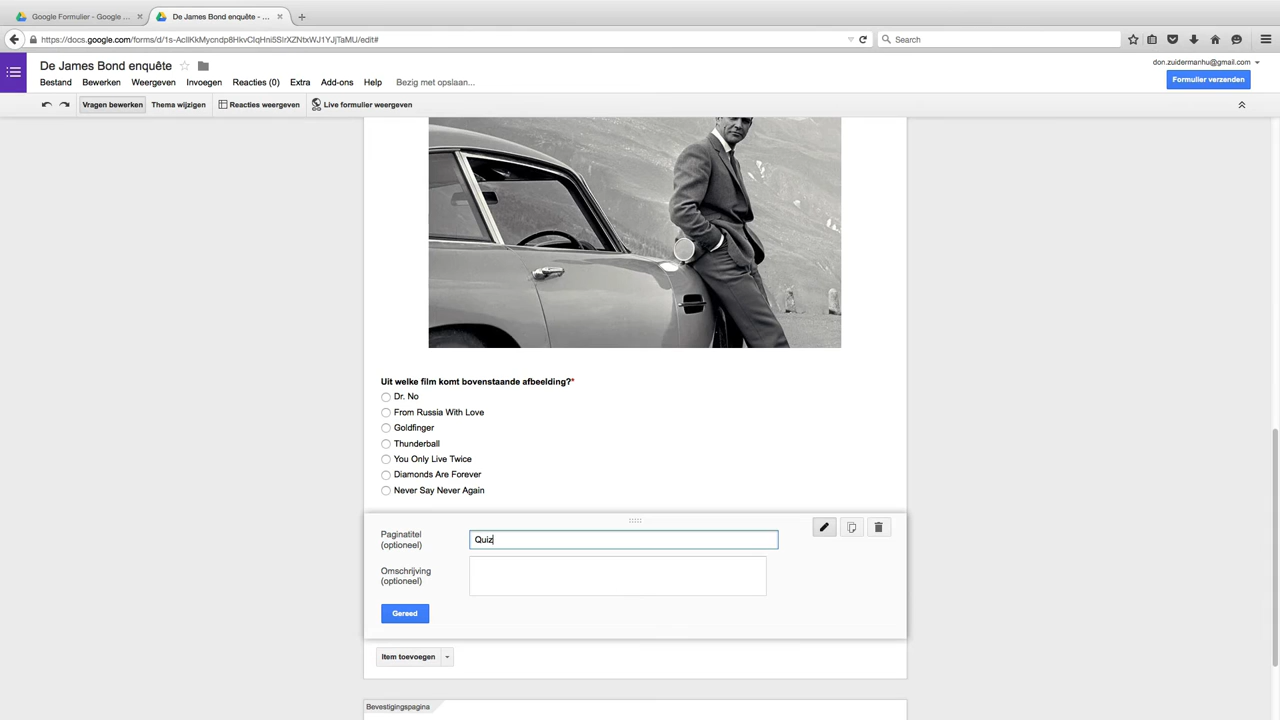 Google Formulier - Google ...
De James Bond enquête - ...
https://docs.google.com/forms/d/1s-AcIlKkMycndp8HkvCIqHni5SIrXZNtxWJ1YJjTaMU/edit#
Search
De James Bond enquête
don.zuidermanhu@gmail.com
Bestand Bewerken Weergeven Invoegen Reacties (0) Extra Add-ons Help Bezig met opslaan...
Formulier verzenden
Vragen bewerken Thema wijzigen Reacties weergeven Live formulier weergeven
Uit welke film komt bovenstaande afbeelding?*
Dr. No
From Russia With Love
Goldfinger
Thunderball
You Only Live Twice
Diamonds Are Forever
Never Say Never Again
Paginatitel
(optioneel)
Quiz
Omschrijving
(optioneel)
Gereed
Item toevoegen
Bevestigingspagina